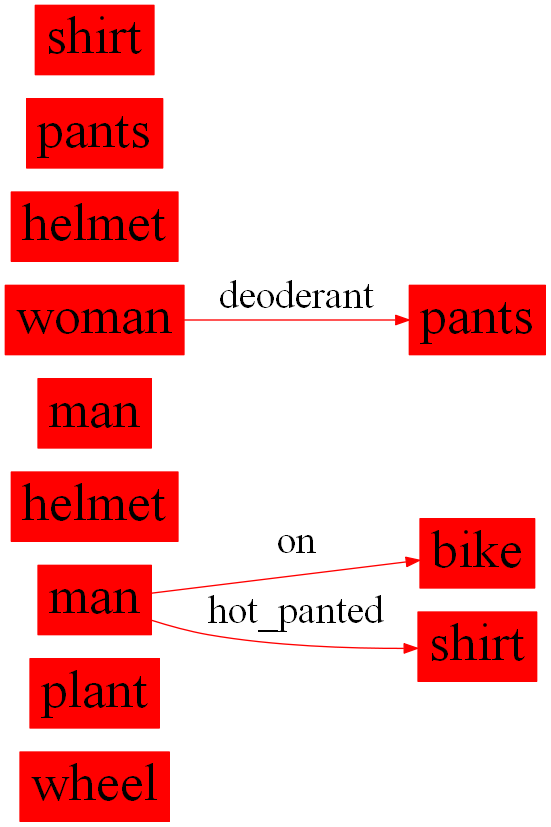 shirt
pants
helmet
woman
deoderant
pants
man
helmet
man
on
bike
hot_panted
shirt
plant
wheel